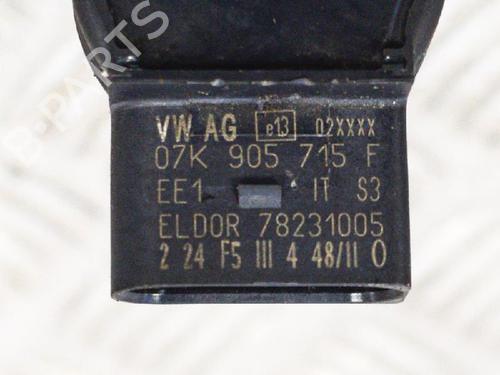 B-PARTS
VW AG e13 02XXXX
07K 905 715 F
EE1 IT S3
ELDOR 78231005
2 24 F5 III 4 48/11 0